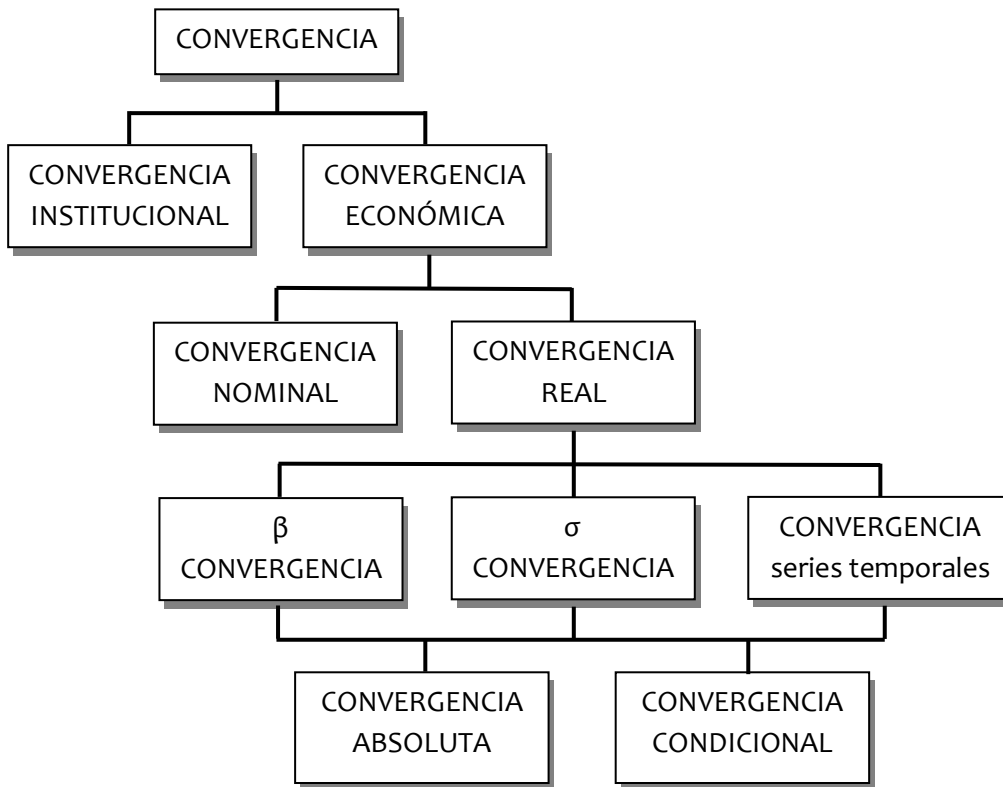 CONVERGENCIA
CONVERGENCIA
INSTITUCIONAL
CONVERGENCIA
ECONÓMICA
CONVERGENCIA
NOMINAL
CONVERGENCIA
REAL
β
CONVERGENCIA
σ
CONVERGENCIA
CONVERGENCIA
series temporales
CONVERGENCIA
ABSOLUTA
CONVERGENCIA
CONDICIONAL